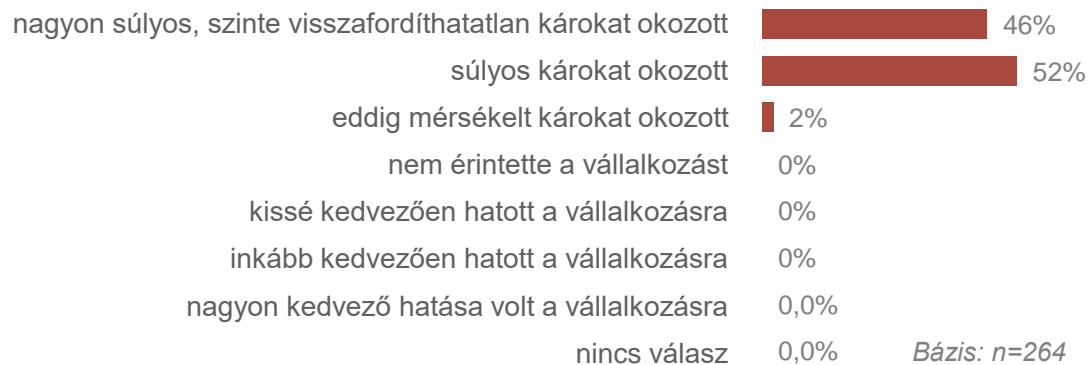 nagyon súlyos, szinte visszafordíthatatlan károkat okozott 46%
súlyos károkat okozott 52%
eddig mérsékelt károkat okozott 2%
nem érintette a vállalkozást 0%
kissé kedvezően hatott a vállalkozásra 0%
inkább kedvezően hatott a vállalkozásra 0%
nagyon kedvező hatása volt a vállalkozásra 0,0%
nincs válasz 0,0% Bázis: n=264